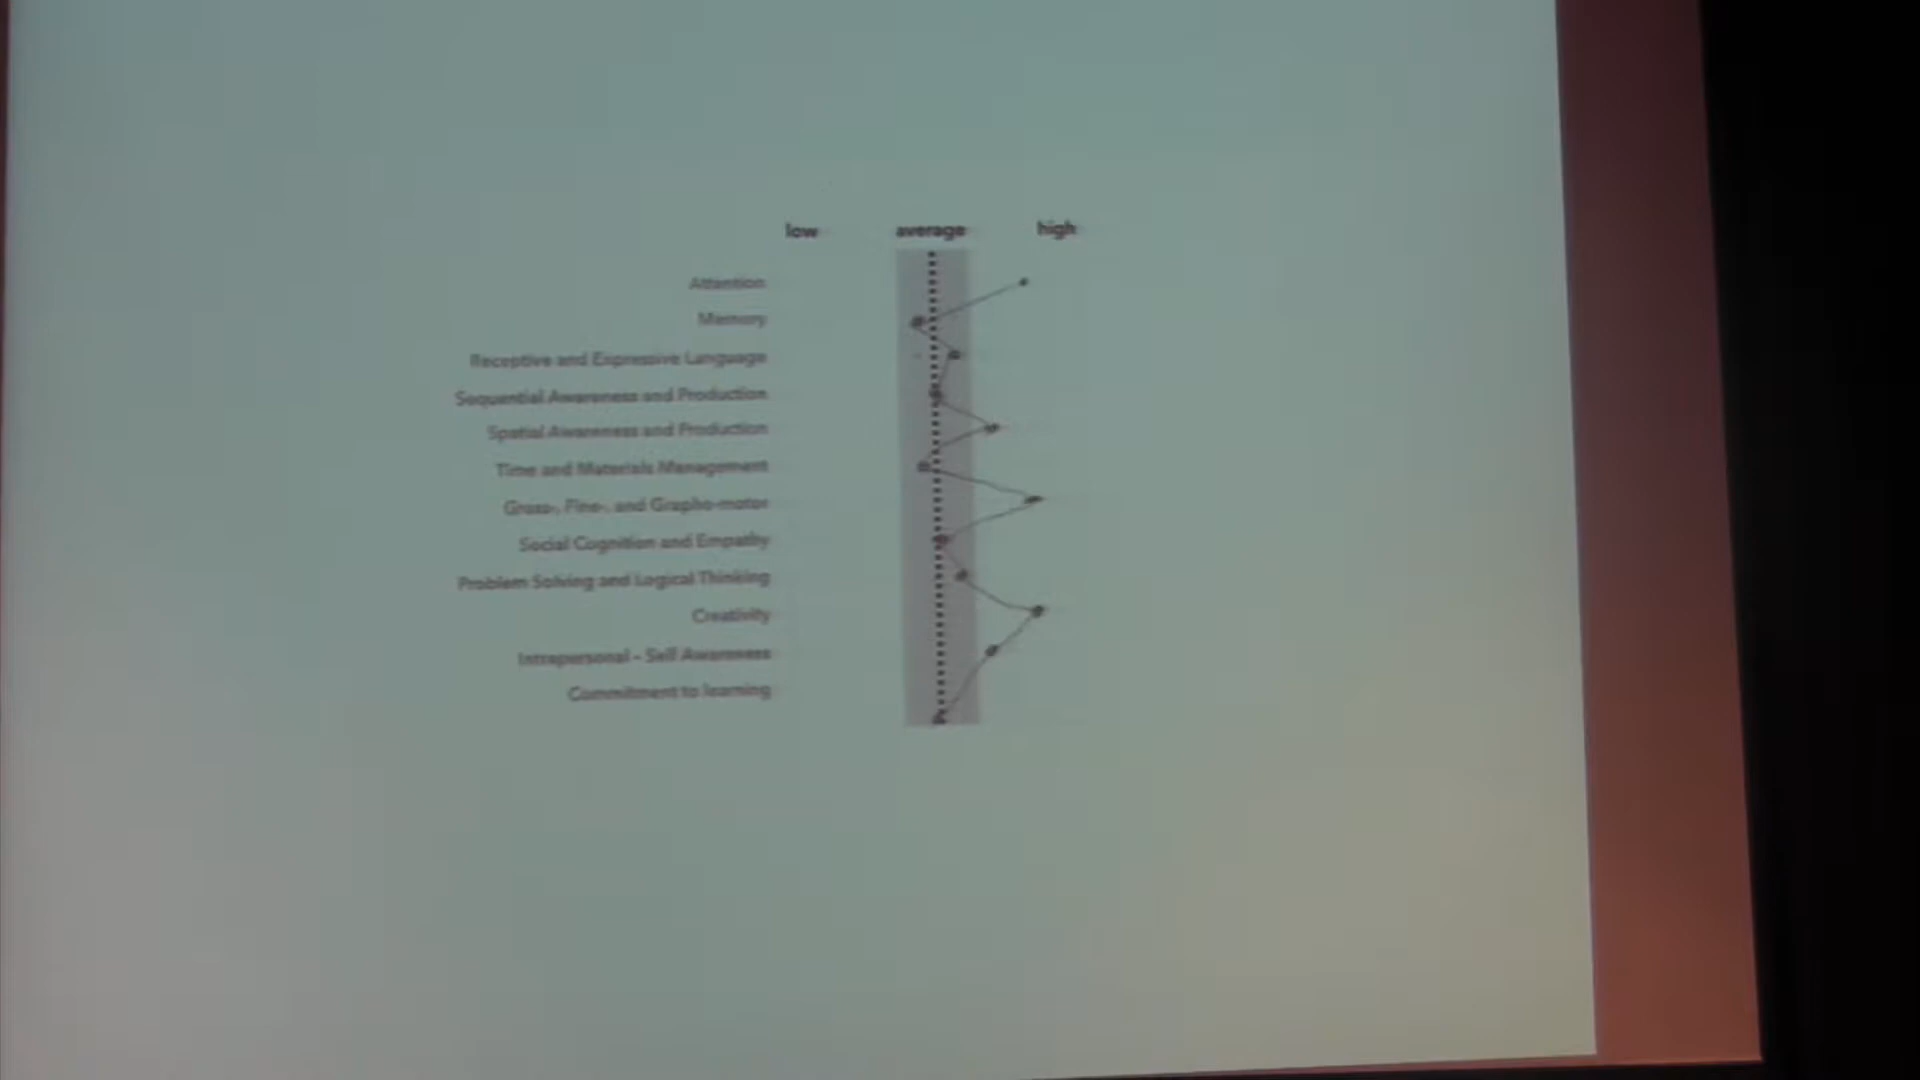 low average high
Attention
Memory
Receptive and Expressive Language
Sequential Awareness and Production
Spatial Awareness and Production
Time and Materials Management
Gross-, Fine-, and Grapho-motor
Social Cognition and Empathy
Problem Solving and Logical Thinking
Creativity
Intrapersonal - Self Awareness
Commitment to learning